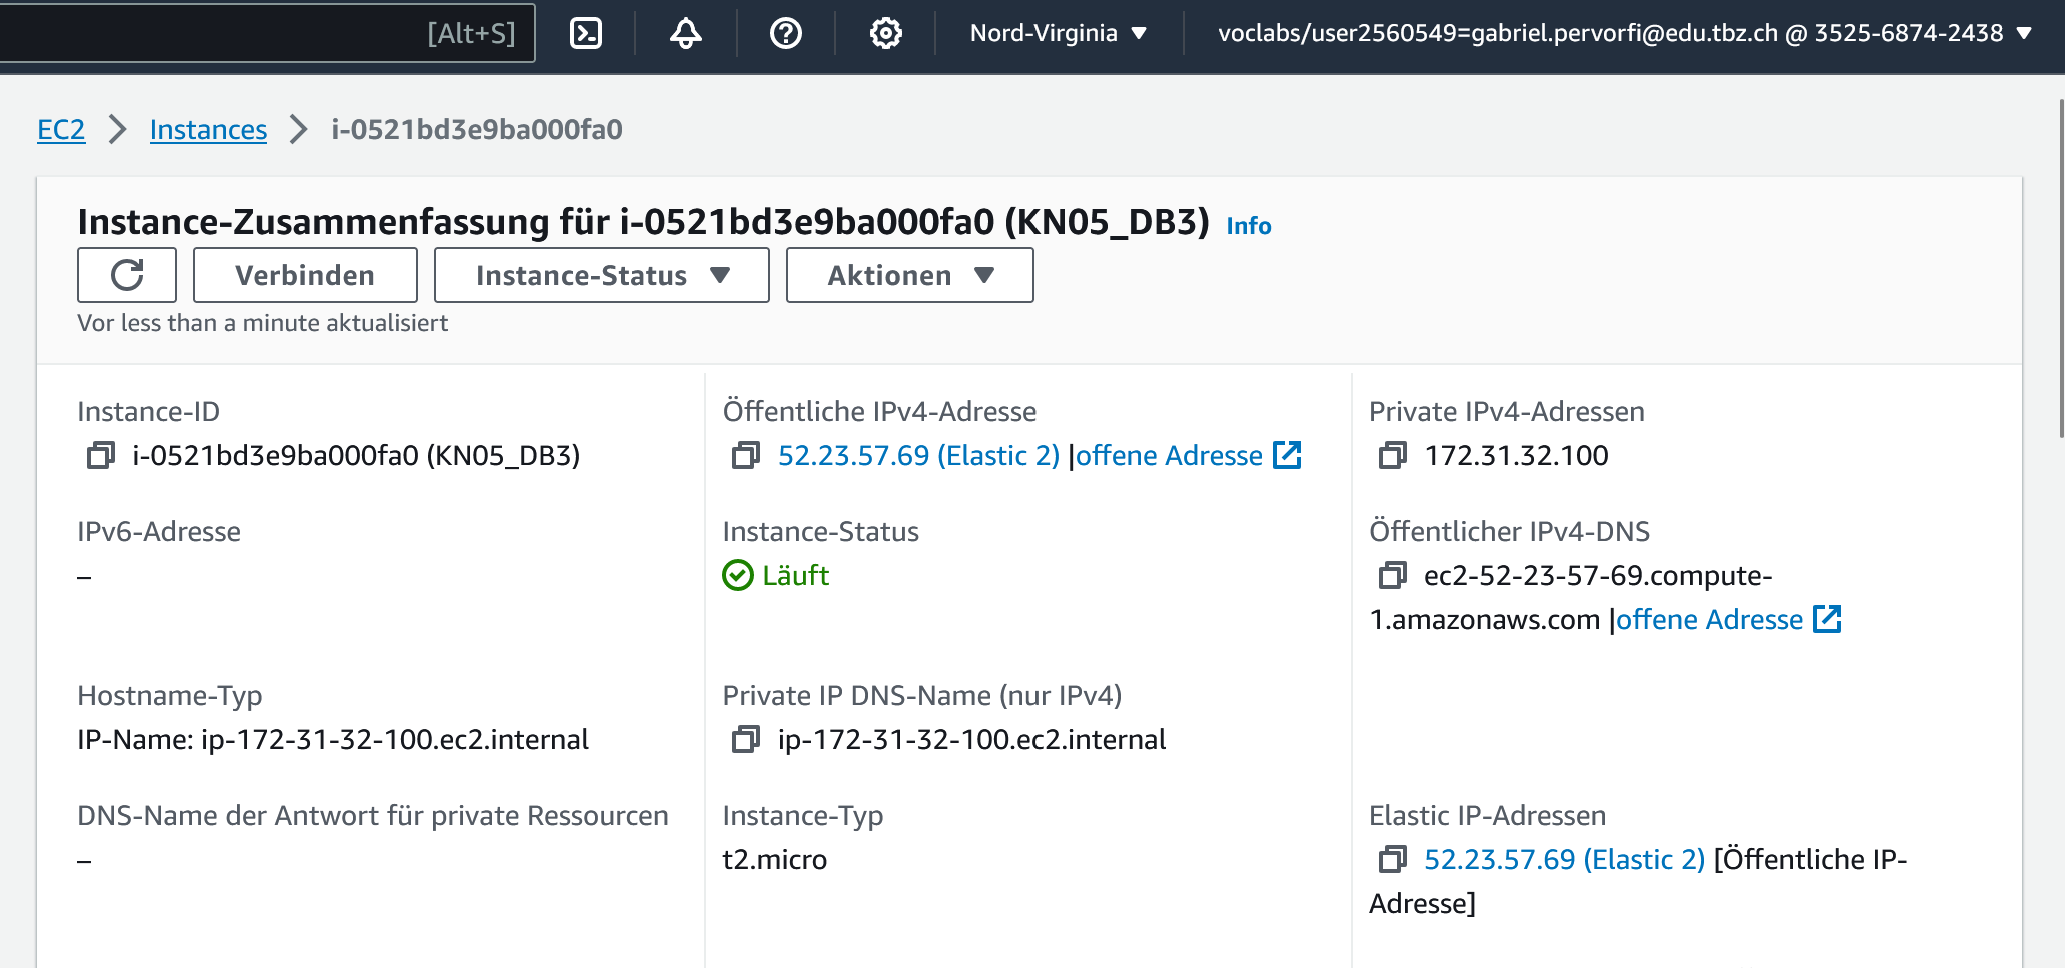 [Alt+S]
Nord-Virginia
voclabs/user2560549=gabriel.pervorfi@edu.tbz.ch @ 3525-6874-2438
EC2 Instances i-0521bd3e9ba000fa0
Instance-Zusammenfassung für i-0521bd3e9ba000fa0 (KN05_DB3) Info
Verbinden Instance-Status Aktionen
Vor less than a minute aktualisiert
Instance-ID
i-0521bd3e9ba000fa0 (KN05_DB3)
Öffentliche IPv4-Adresse
52.23.57.69 (Elastic 2) |offene Adresse
Private IPv4-Adressen
172.31.32.100
IPv6-Adresse
–
Instance-Status
Läuft
Öffentlicher IPv4-DNS
ec2-52-23-57-69.compute-
1.amazonaws.com |offene Adresse
Hostname-Typ
IP-Name: ip-172-31-32-100.ec2.internal
Private IP DNS-Name (nur IPv4)
ip-172-31-32-100.ec2.internal
DNS-Name der Antwort für private Ressourcen
–
Instance-Typ
t2.micro
Elastic IP-Adressen
52.23.57.69 (Elastic 2) [Öffentliche IP-
Adresse]